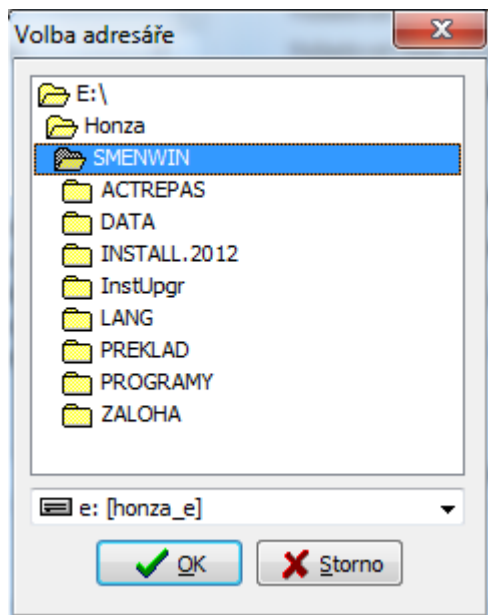 Volba adresáře
E:\
Honza
SMENWIN
ACTREPAS
DATA
INSTALL.2012
InstUpgr
LANG
PREKLAD
PROGRAMY
ZALOHA
e: [honza_e]
OK
Storno